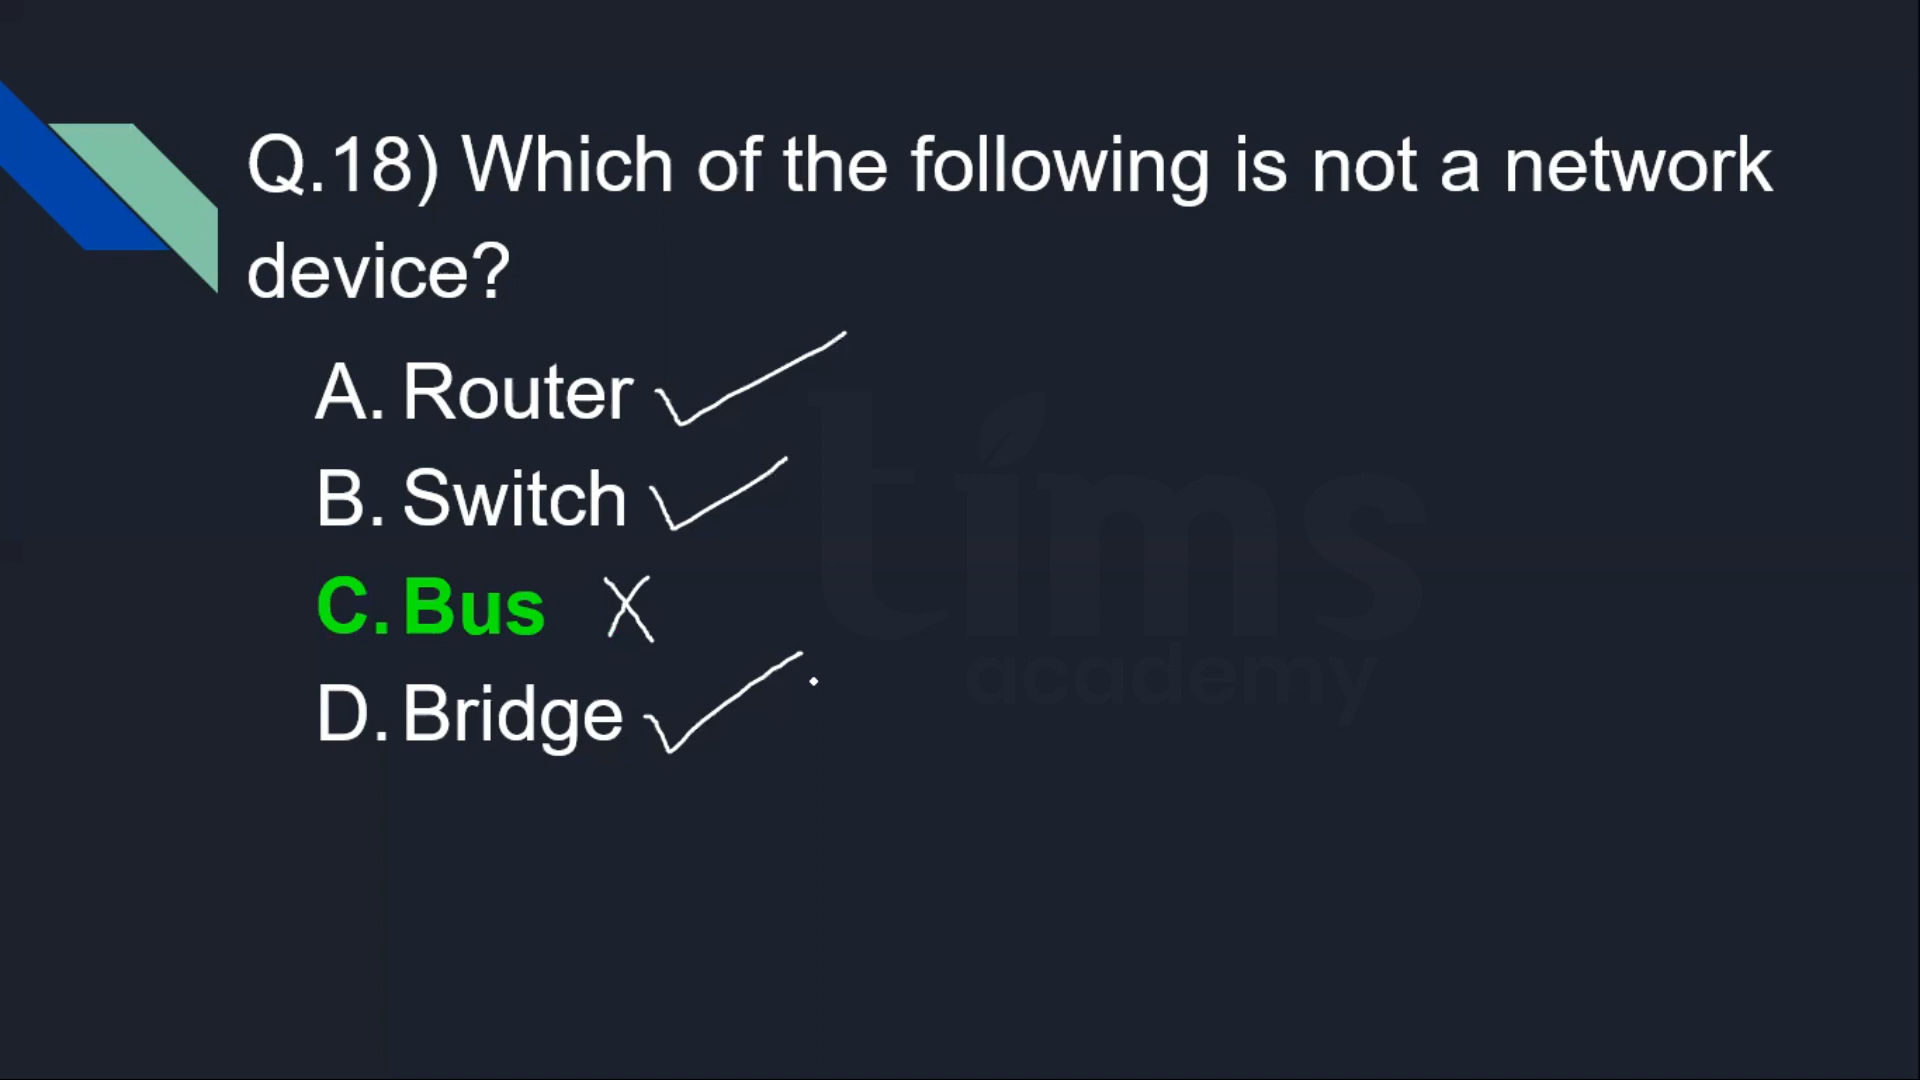 Q.18) Which of the following is not a network
device?
A. Router
B. Switch
C. Bus
D. Bridge
tims
academy